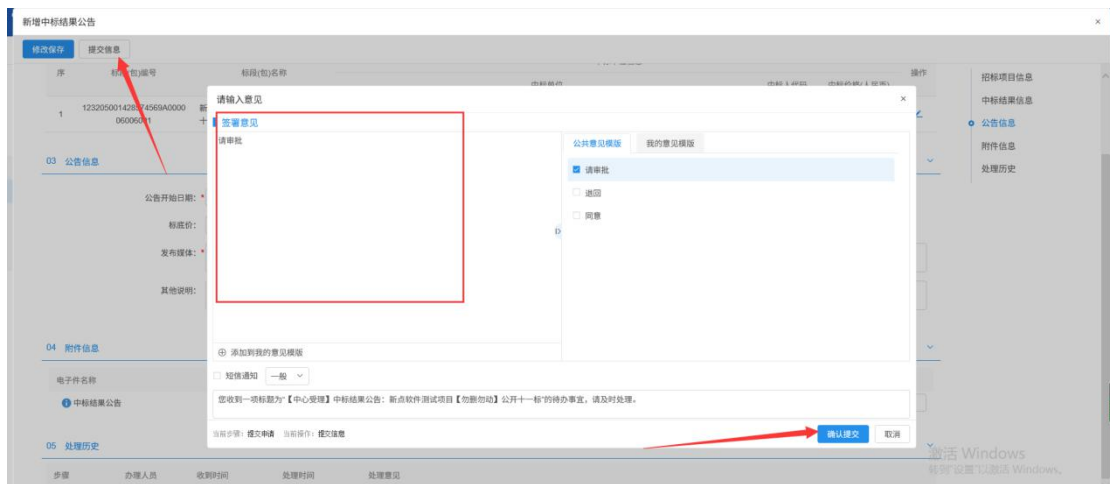 新增中标结果公告
×
修改保存 提交信息
序 标段(包)编号 标段(包)名称 操作
1 123205001428574569A0000
06006001
03 公告信息
公告开始日期: *
标底价:
发布媒体: *
其他说明:
04 附件信息
电子件名称
中标结果公告
05 处理历史
步骤 办理人员 收到时间 处理时间 处理意见
请输入意见 ×
签署意见
请审批
公共意见模版 我的意见模版
请审批
退回
同意
添加到我的意见模版
短信通知 一般
您收到一项标题为“【中心受理】中标结果公告：新点软件测试项目【勿删勿动】公开十一标”的待办事宜，请及时处理。
当前步骤：提交申请 当前操作：提交信息
确认提交 取消
招标项目信息
中标结果信息
公告信息
附件信息
处理历史
激活 Windows
转到"设置"以激活 Windows。